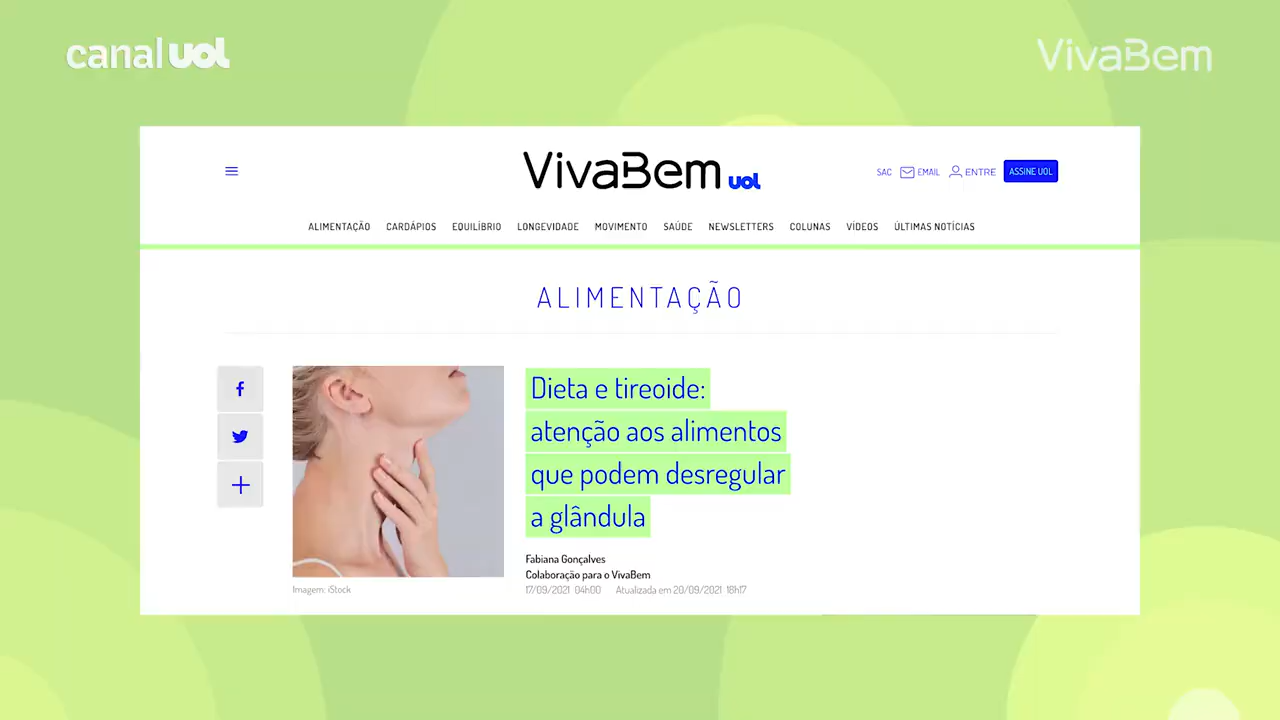 canal uol
VivaBem
VivaBem uol
SAC EMAIL ENTRE ASSINE UOL
ALIMENTAÇÃO CARDÁPIOS EQUILÍBRIO LONGEVIDADE MOVIMENTO SAÚDE NEWSLETTERS COLUNAS VÍDEOS ÚLTIMAS NOTÍCIAS
ALIMENTAÇÃO
Dieta e tireoide:
atenção aos alimentos
que podem desregular
a glândula
Fabiana Gonçalves
Colaboração para o VivaBem
17/09/2021 04h00 Atualizada em 20/09/2021 18h17
Imagem: iStock